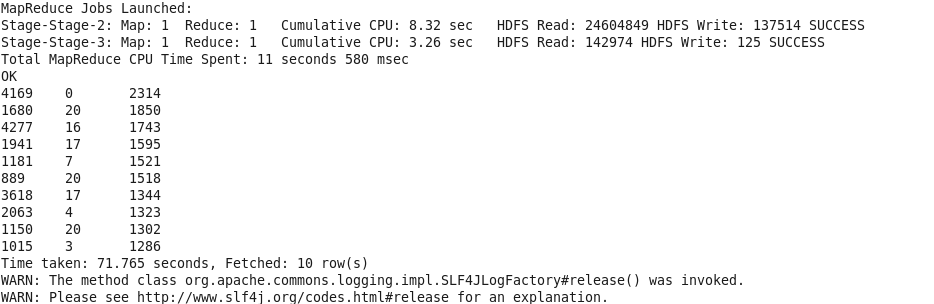 MapReduce Jobs Launched:
Stage-Stage-2: Map: 1  Reduce: 1   Cumulative CPU: 8.32 sec   HDFS Read: 24604849 HDFS Write: 137514 SUCCESS
Stage-Stage-3: Map: 1  Reduce: 1   Cumulative CPU: 3.26 sec   HDFS Read: 142974 HDFS Write: 125 SUCCESS
Total MapReduce CPU Time Spent: 11 seconds 580 msec
OK
4169    0       2314
1680    20      1850
4277    16      1743
1941    17      1595
1181    7       1521
889     20      1518
3618    17      1344
2063    4       1323
1150    20      1302
1015    3       1286
Time taken: 71.765 seconds, Fetched: 10 row(s)
WARN: The method class org.apache.commons.logging.impl.SLF4JLogFactory#release() was invoked.
WARN: Please see http://www.slf4j.org/codes.html#release for an explanation.